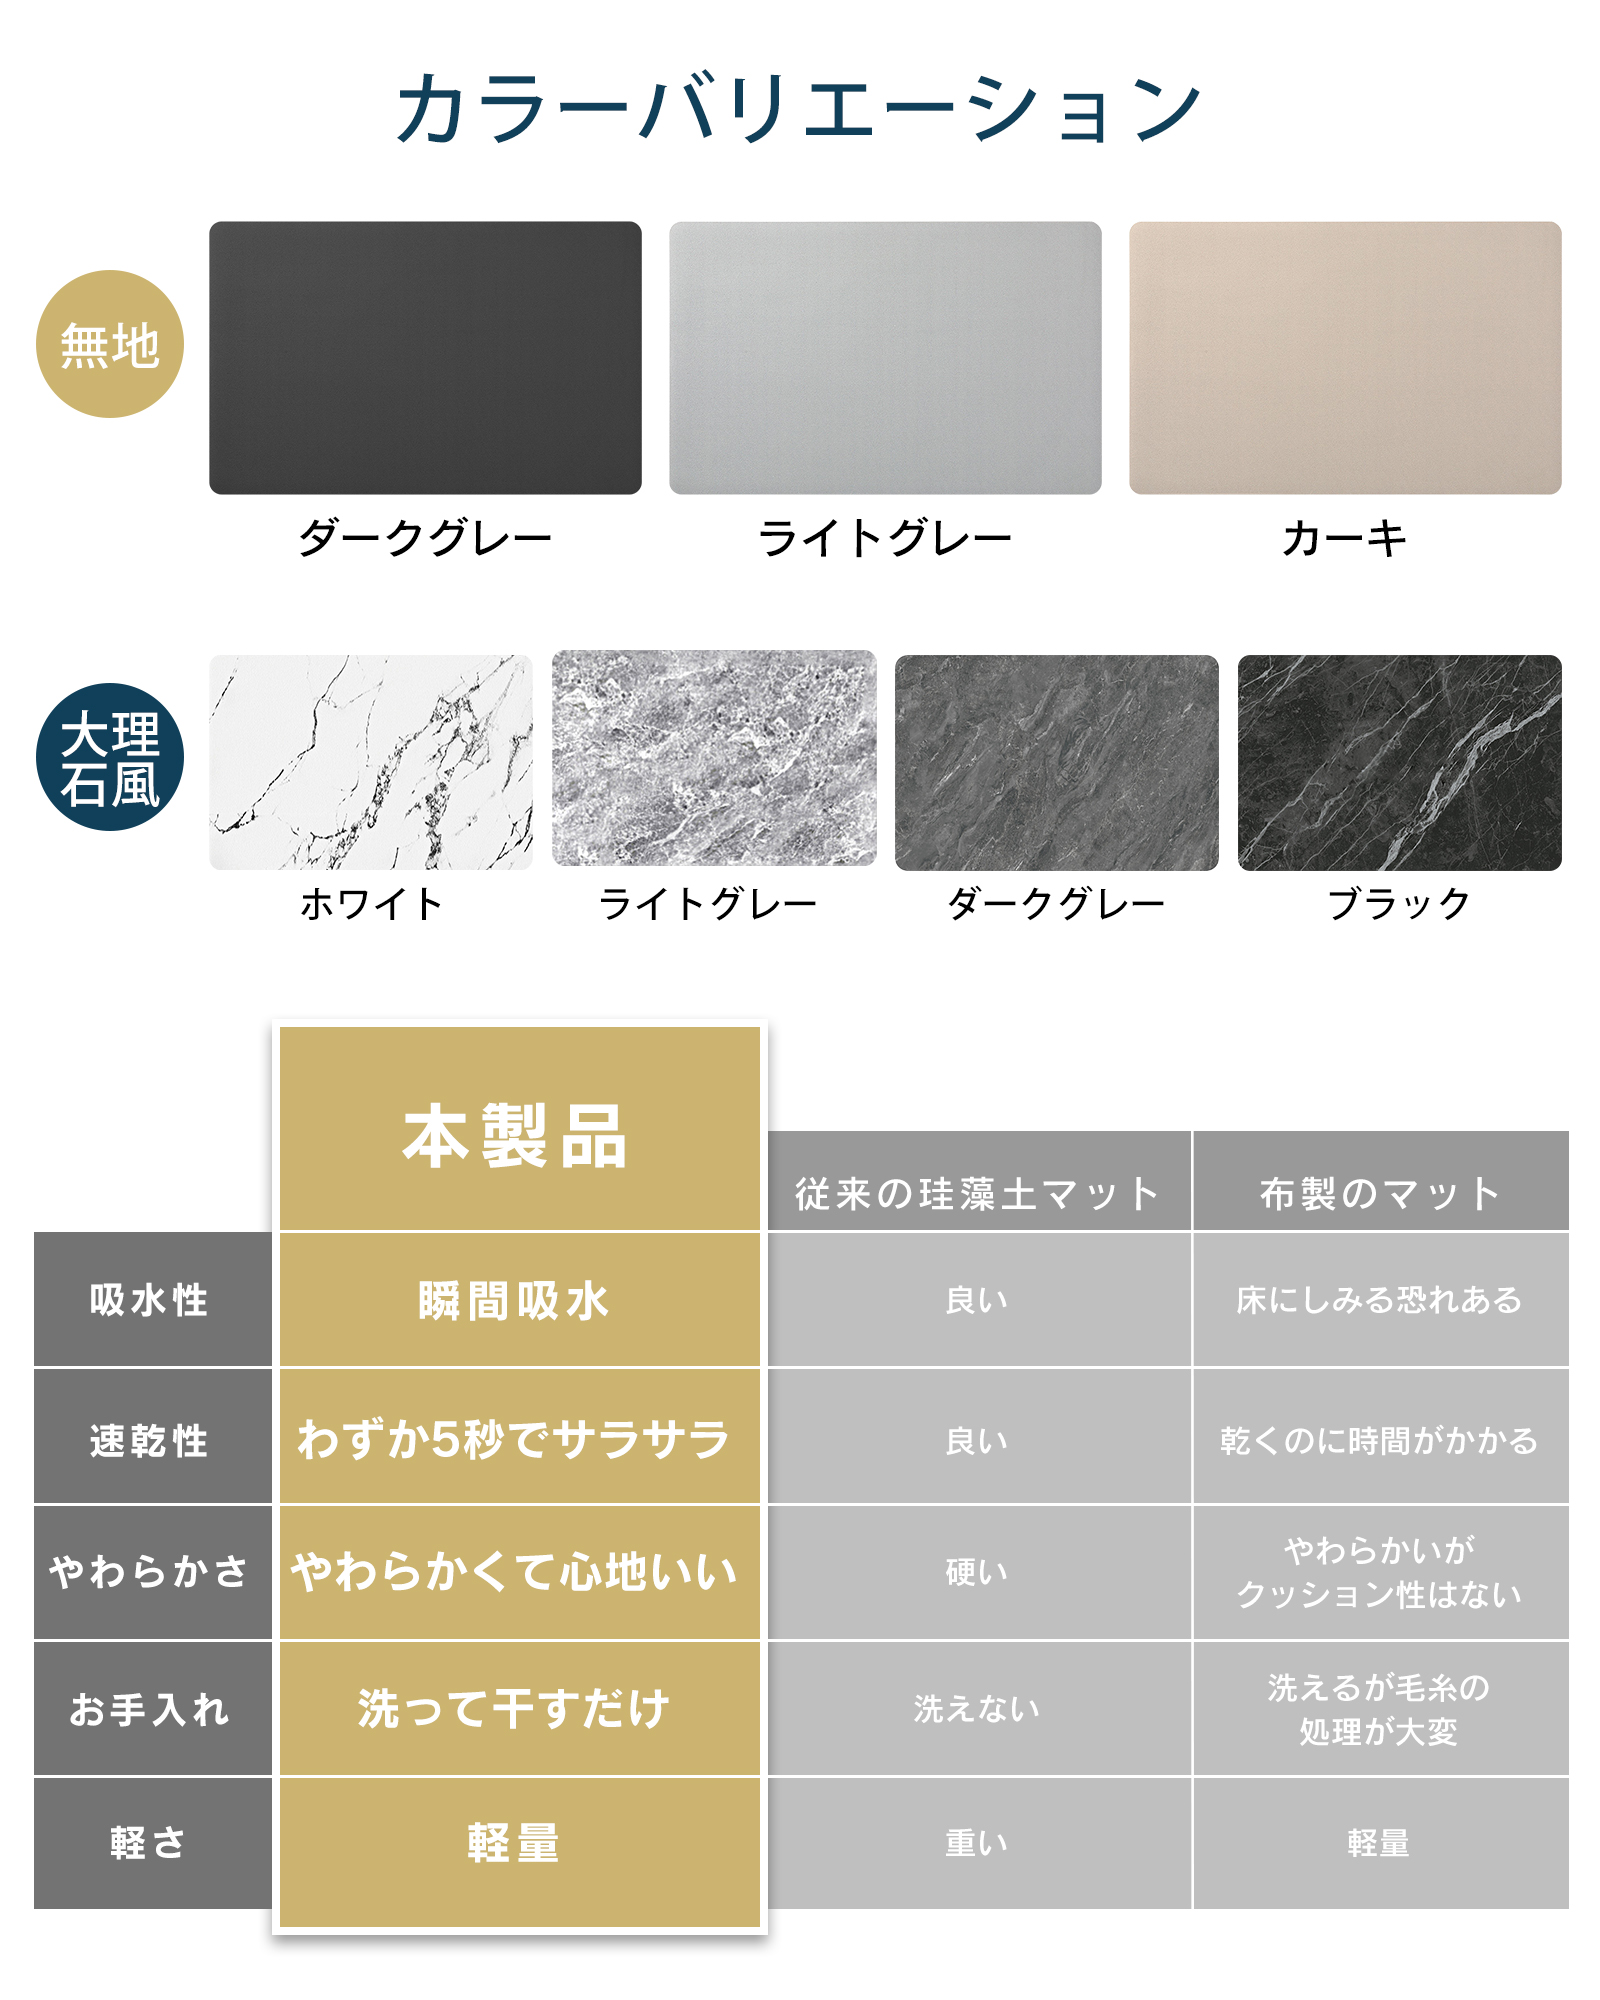 カラーバリエーション
無地
ダークグレー
ライトグレー
カーキ
大理
石風
ホワイト
ライトグレー
ダークグレー
ブラック
本製品
従来の珪藻土マット
布製のマット
吸水性
瞬間吸水
良い
床にしみる恐れある
速乾性
わずか5秒でサラサラ
良い
乾くのに時間がかかる
やわらかさ
やわらかくて心地いい
硬い
やわらかいが
クッション性はない
お手入れ
洗って干すだけ
洗えない
洗えるが毛糸の
処理が大変
軽さ
軽量
重い
軽量